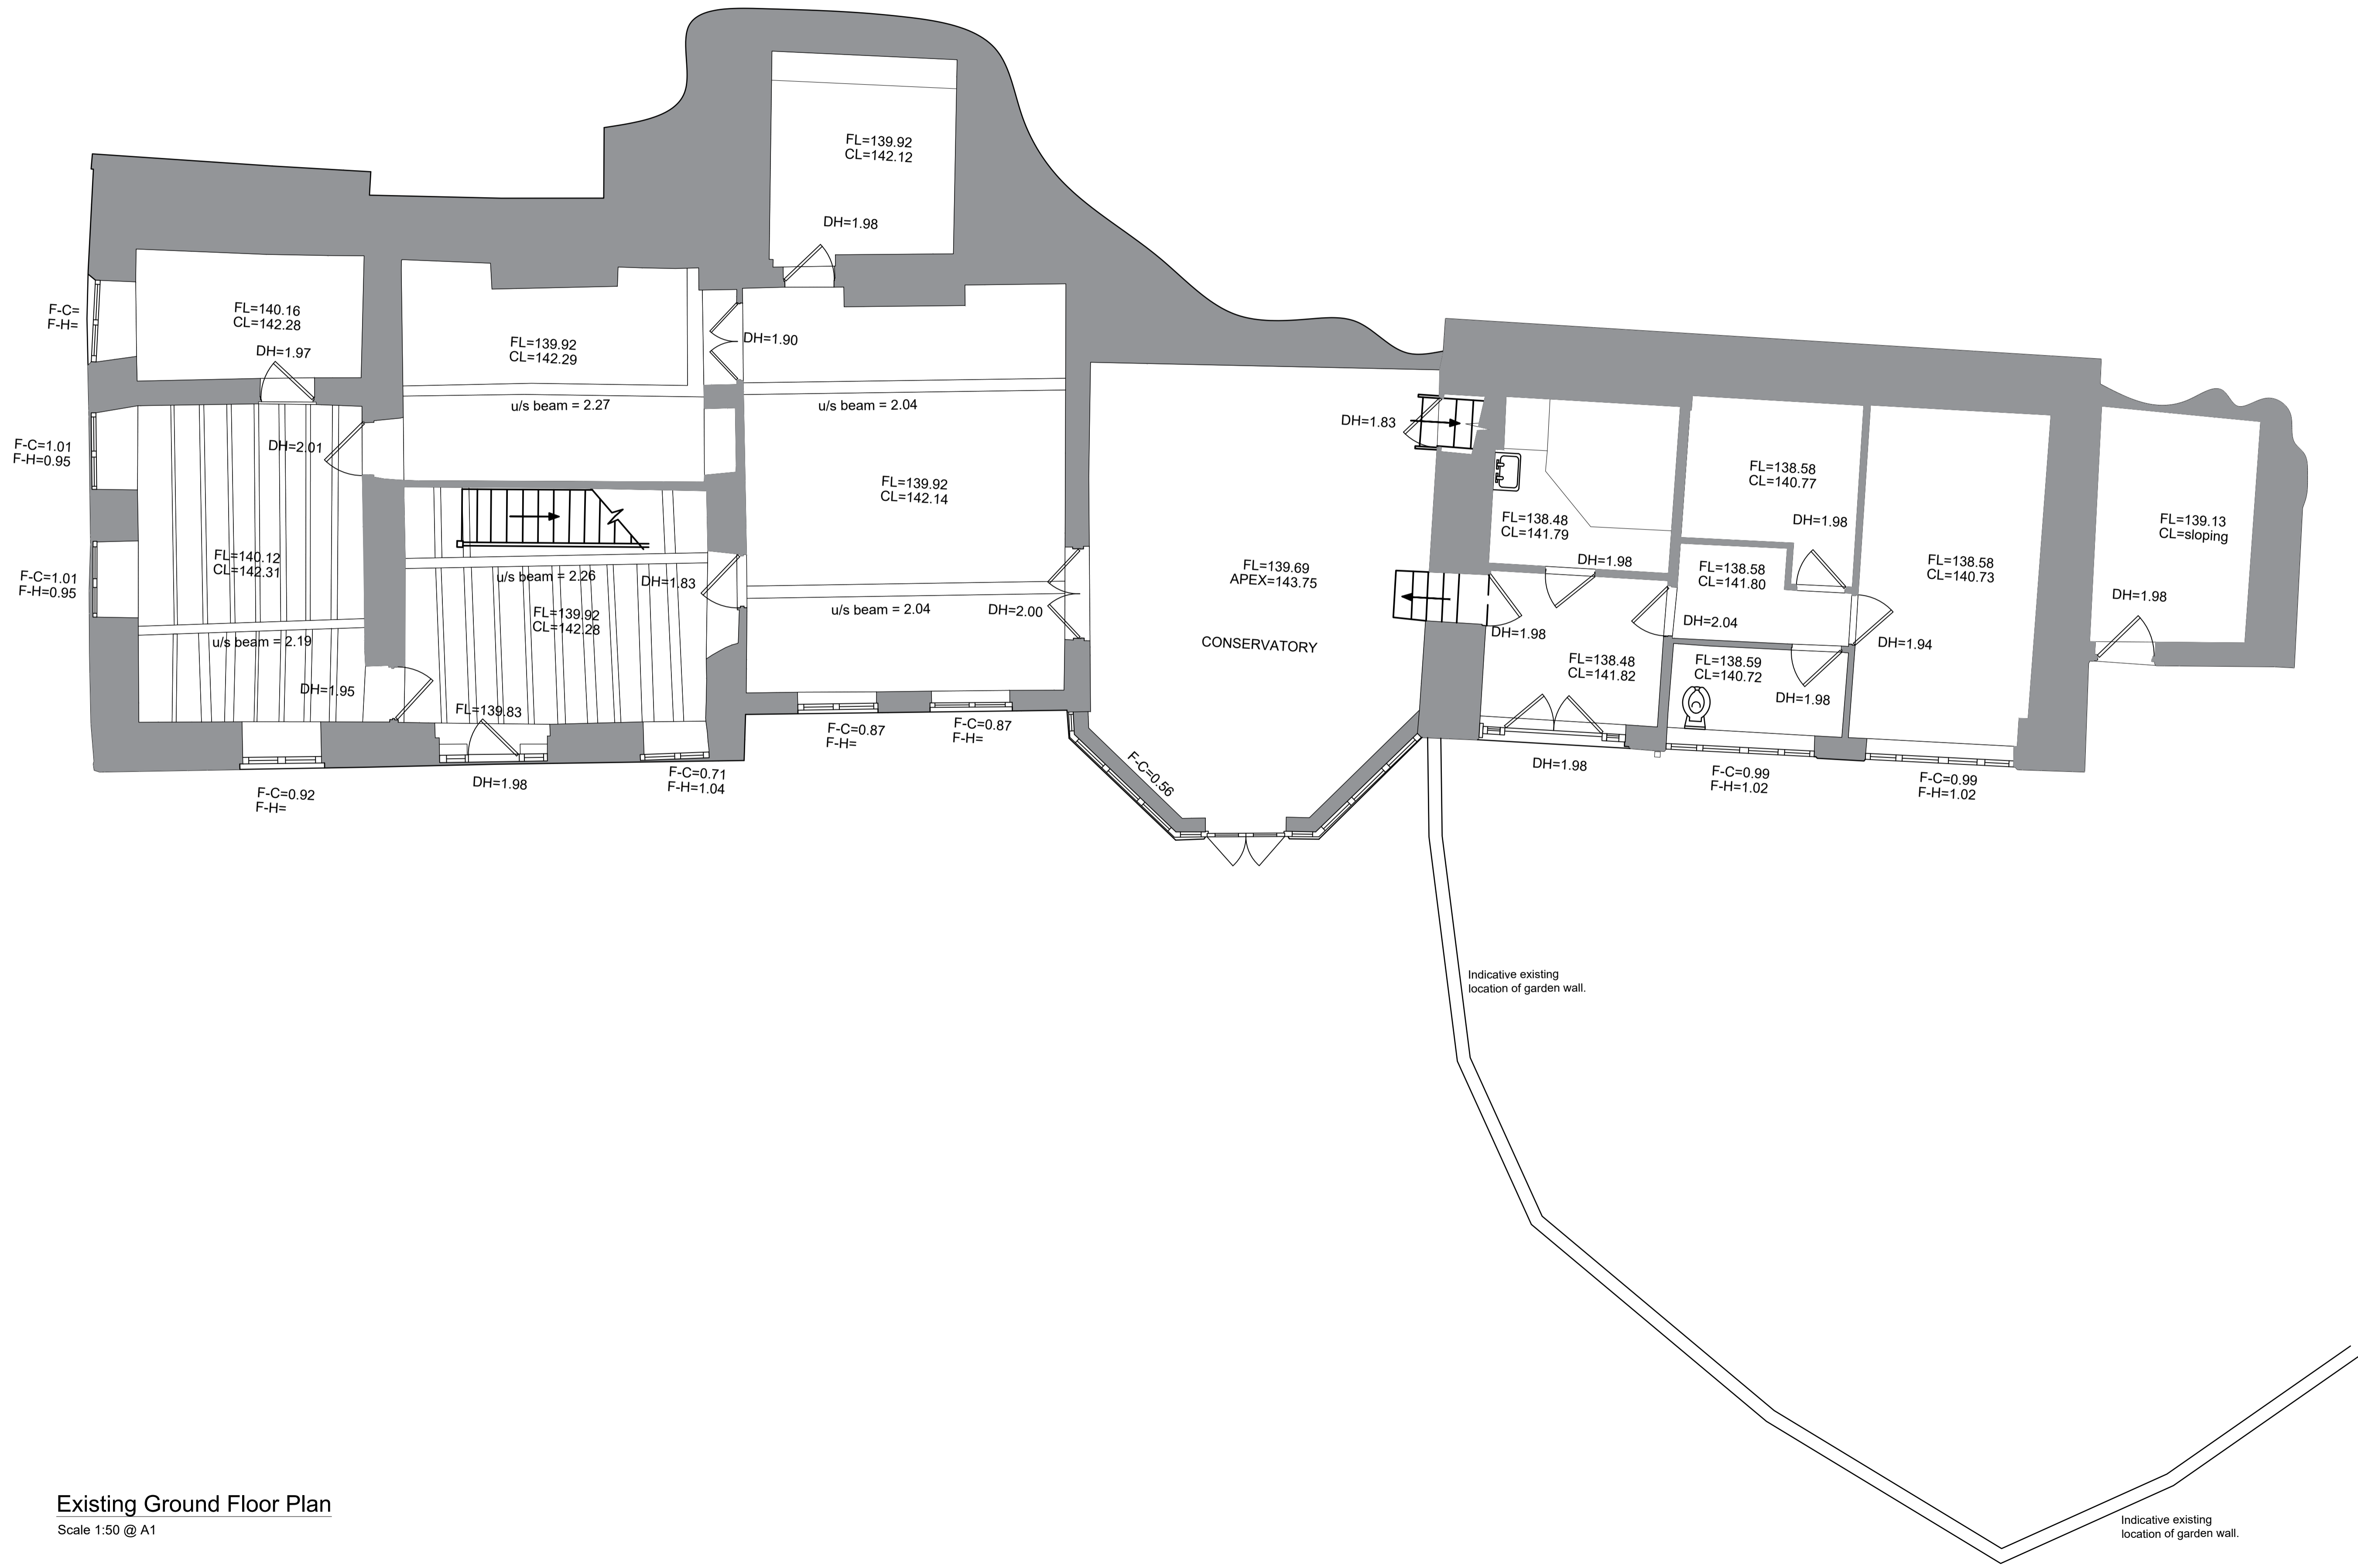 FL=139.92
CL=142.12
DH=1.98
F-C=
F-H=
FL=140.16
CL=142.28
DH=1.97
FL=139.92
CL=142.29
DH=1.90
u/s beam = 2.27
u/s beam = 2.04
F-C=1.01
F-H=0.95
DH=2.01
DH=1.83
FL=139.92
CL=142.14
FL=138.48
CL=141.79
FL=138.58
CL=140.77
DH=1.98
FL=139.13
CL=sloping
F-C=1.01
F-H=0.95
FL=140.12
CL=142.31
u/s beam = 2.26
DH=1.83
FL=139.92
CL=142.28
u/s beam = 2.04
DH=2.00
FL=139.69
APEX=143.75
CONSERVATORY
DH=1.98
DH=1.98
FL=138.58
CL=141.80
DH=2.04
FL=138.58
CL=140.73
DH=1.94
DH=1.98
u/s beam = 2.19
DH=1.95
FL=139.83
FL=138.48
CL=141.82
FL=138.59
CL=140.72
DH=1.98
F-C=0.92
F-H=
DH=1.98
F-C=0.71
F-H=1.04
F-C=0.87
F-H=
F-C=0.87
F-H=
F-C=0.56
DH=1.98
F-C=0.99
F-H=1.02
F-C=0.99
F-H=1.02
Indicative existing
location of garden wall.
Indicative existing
location of garden wall.
Existing Ground Floor Plan
Scale 1:50 @ A1